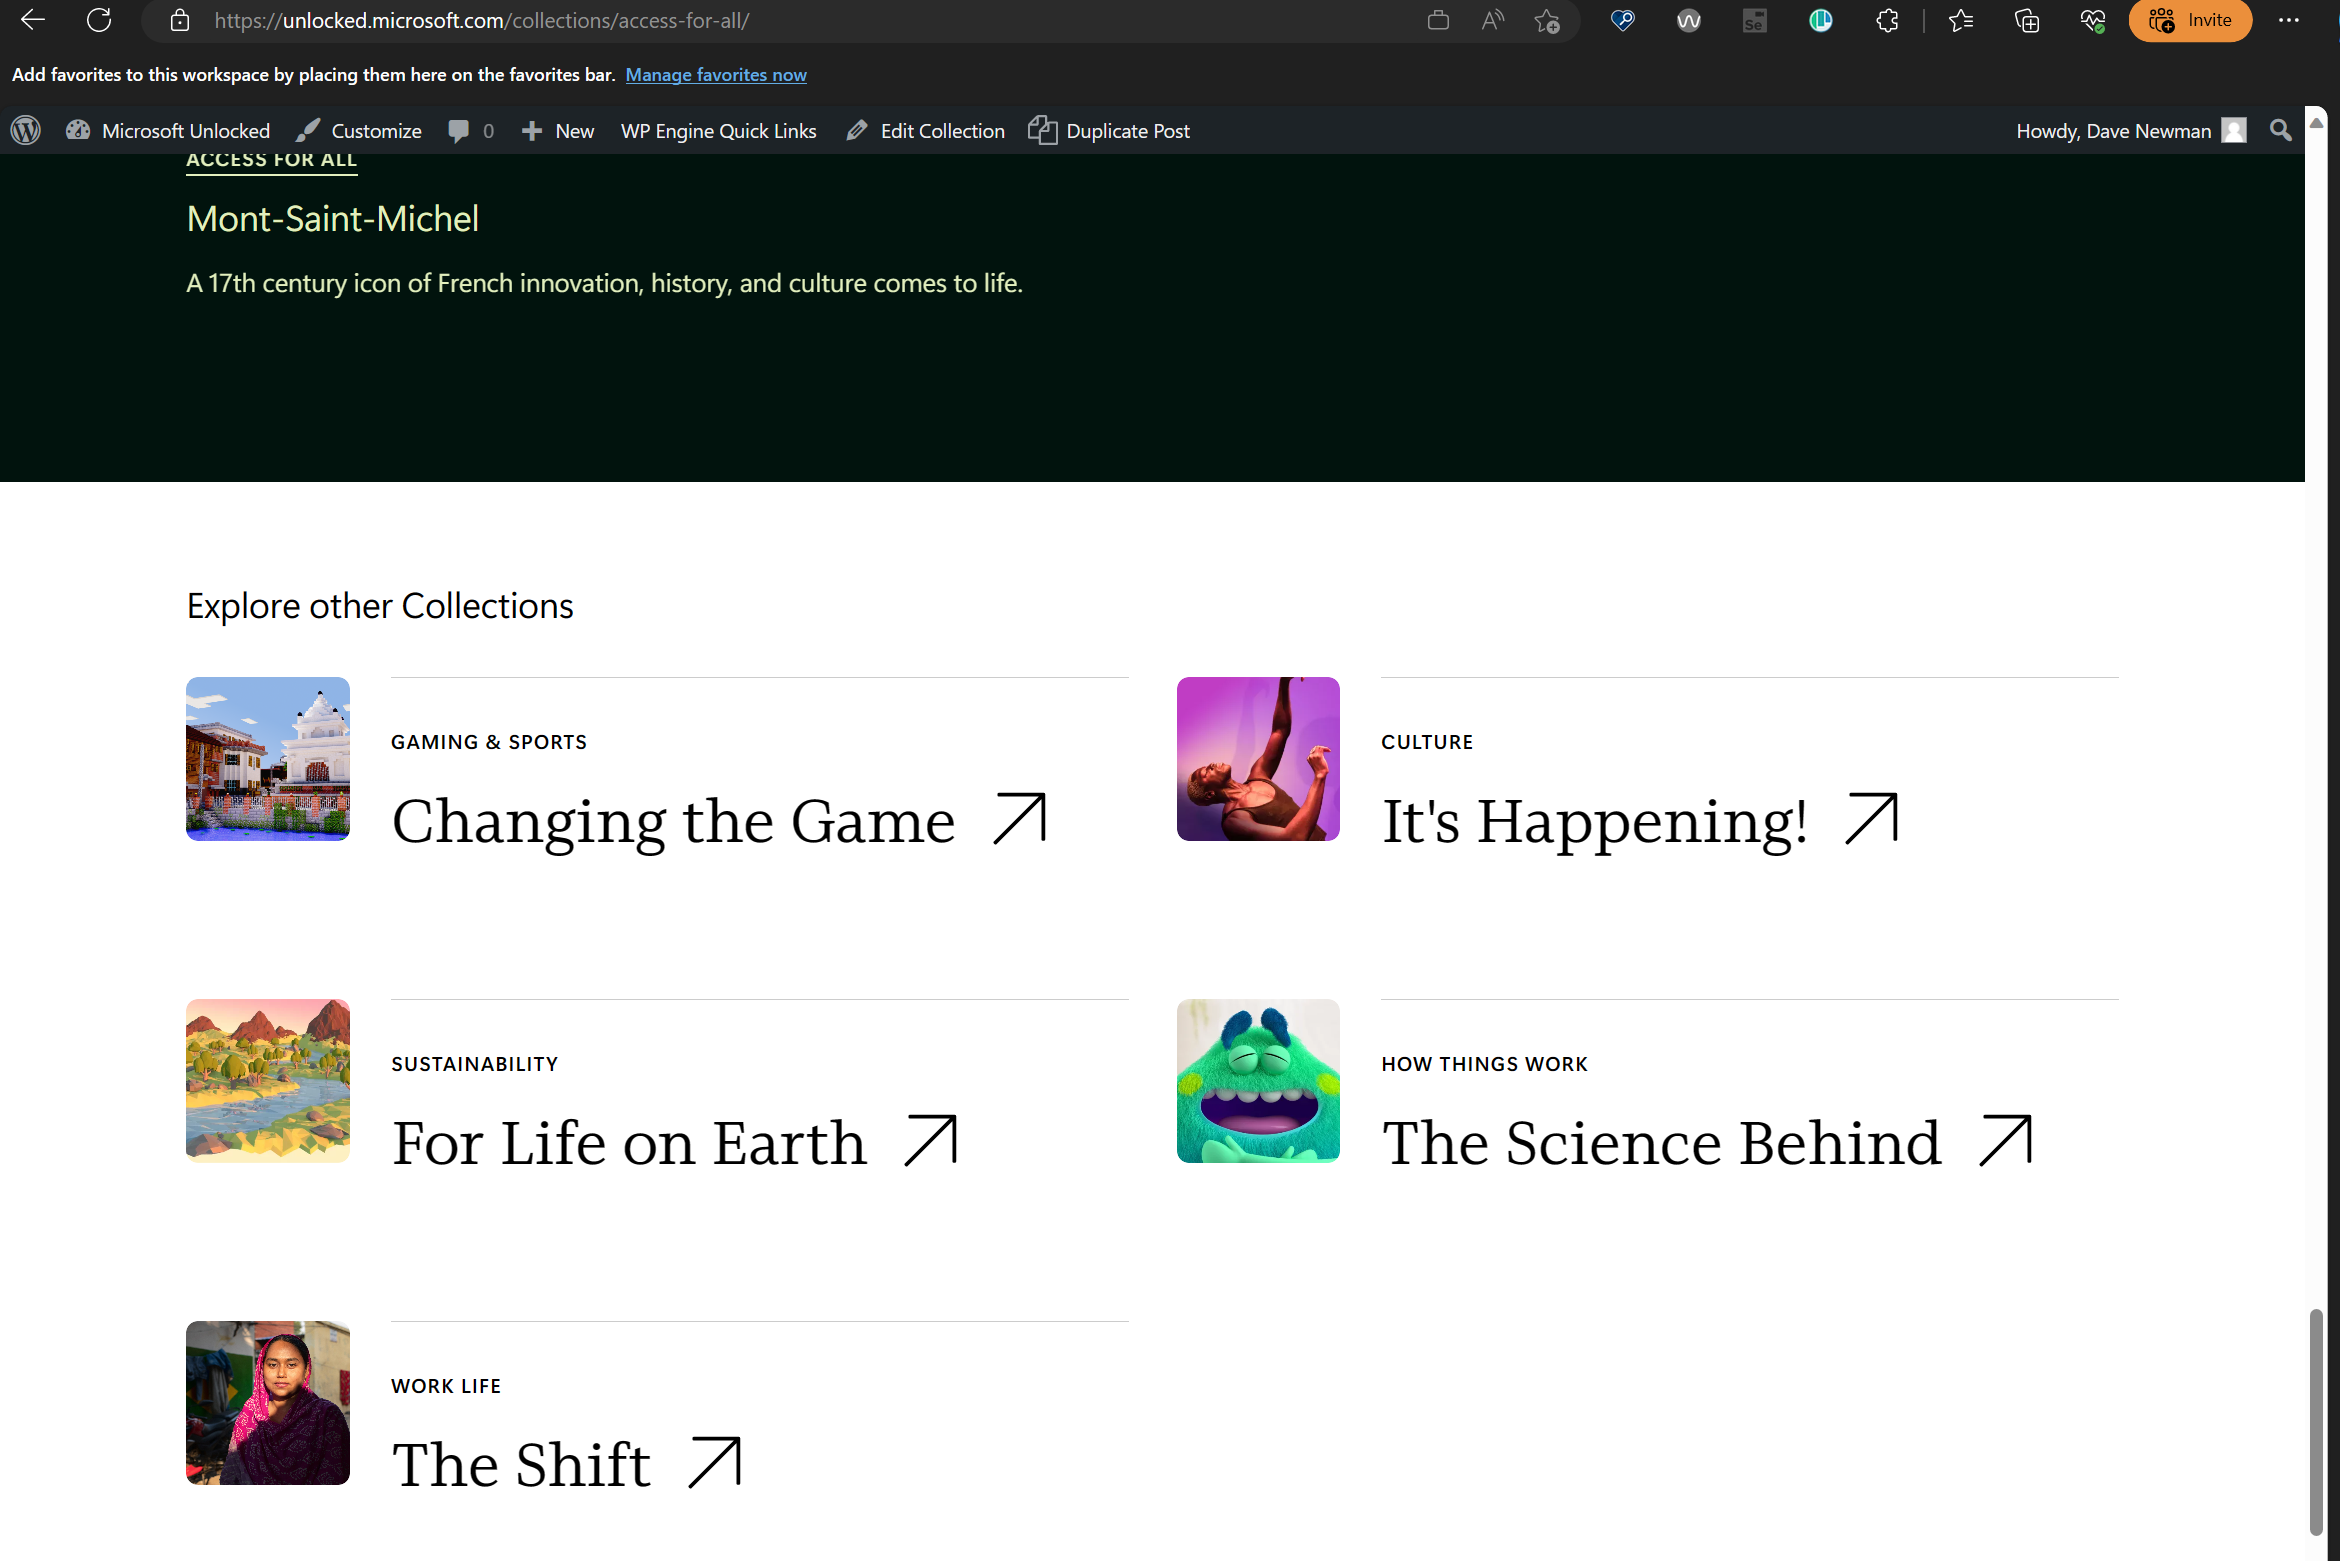 https://unlocked.microsoft.com/collections/access-for-all/
Invite
Add favorites to this workspace by placing them here on the favorites bar. Manage favorites now
Microsoft Unlocked Customize 0 New WP Engine Quick Links Edit Collection Duplicate Post Howdy, Dave Newman
ACCESS FOR ALL
Mont-Saint-Michel
A 17th century icon of French innovation, history, and culture comes to life.
Explore other Collections
GAMING & SPORTS
Changing the Game
CULTURE
It's Happening!
SUSTAINABILITY
For Life on Earth
HOW THINGS WORK
The Science Behind
WORK LIFE
The Shift